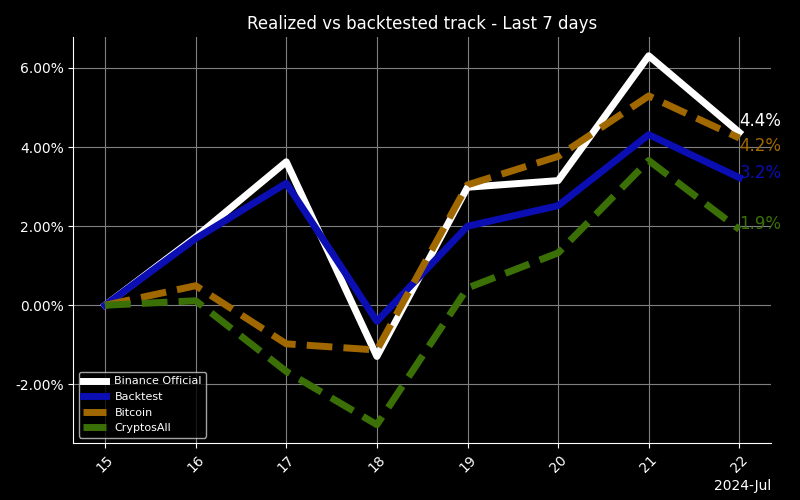 Realized vs backtested track - Last 7 days
6.00%
4.00%
2.00%
0.00%
-2.00%
4.4%
4.2%
3.2%
1.9%
Binance Official
Backtest
Bitcoin
CryptosAll
15
16
17
18
19
20
21
22
2024-Jul